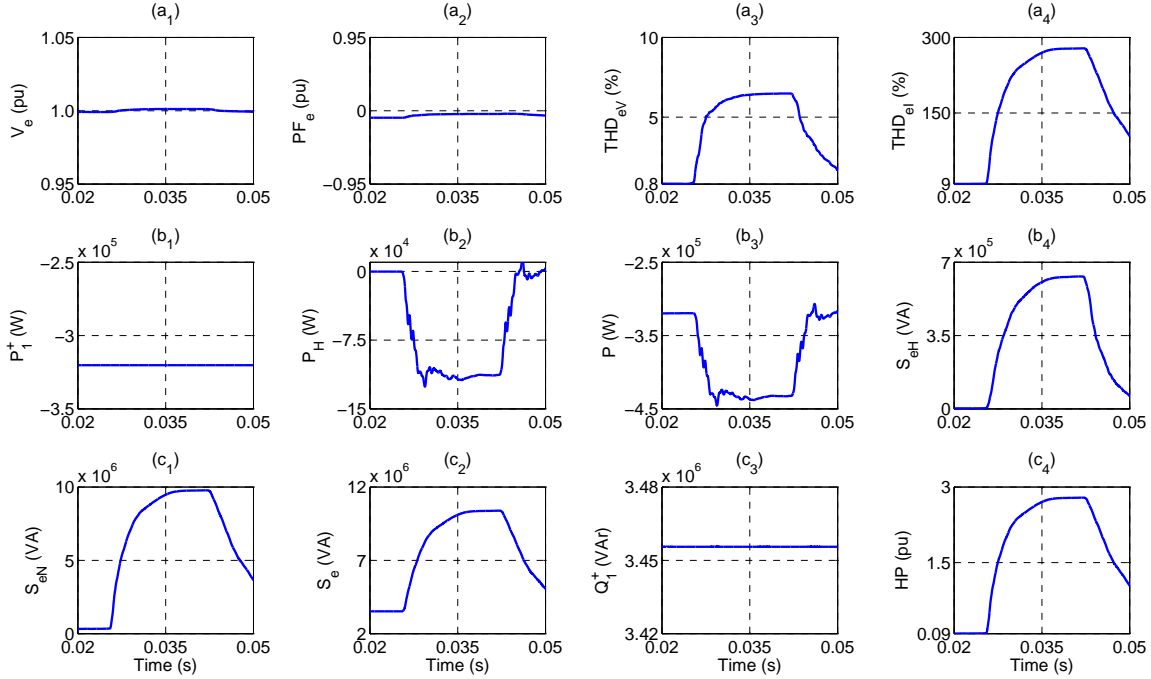 (a1) (a2) (a3) (a4)
1.05 0.95 10 300
1.0 0 5 150
0.95 −0.95 0.8 9
Ve (pu) PFe THDeV (%) THDeI (%)
0.02 0.035 0.05 0.02 0.035 0.05 0.02 0.035 0.05 0.02 0.035 0.05
(b1) (b2) (b3) (b4)
x 10^5 x 10^4 x 10^5 x 10^5
−2.5 0 −2.5 7
−3 −7.5 −3.5 3.5
−3.5 −15 −4.5 0
P1+ (W) PH (W) P (W) SeH (VA)
0.02 0.035 0.05 0.02 0.035 0.05 0.02 0.035 0.05 0.02 0.035 0.05
(c1) (c2) (c3) (c4)
x 10^6 x 10^6 x 10^6
10 12 3.48 3
5 7 3.45 1.5
0 2 3.42 0.09
SeN (VA) Se (VA) Q1+ (VAr) HP (pu)
0.02 0.035 0.05 0.02 0.035 0.05 0.02 0.035 0.05 0.02 0.035 0.05
Time (s) Time (s) Time (s) Time (s)